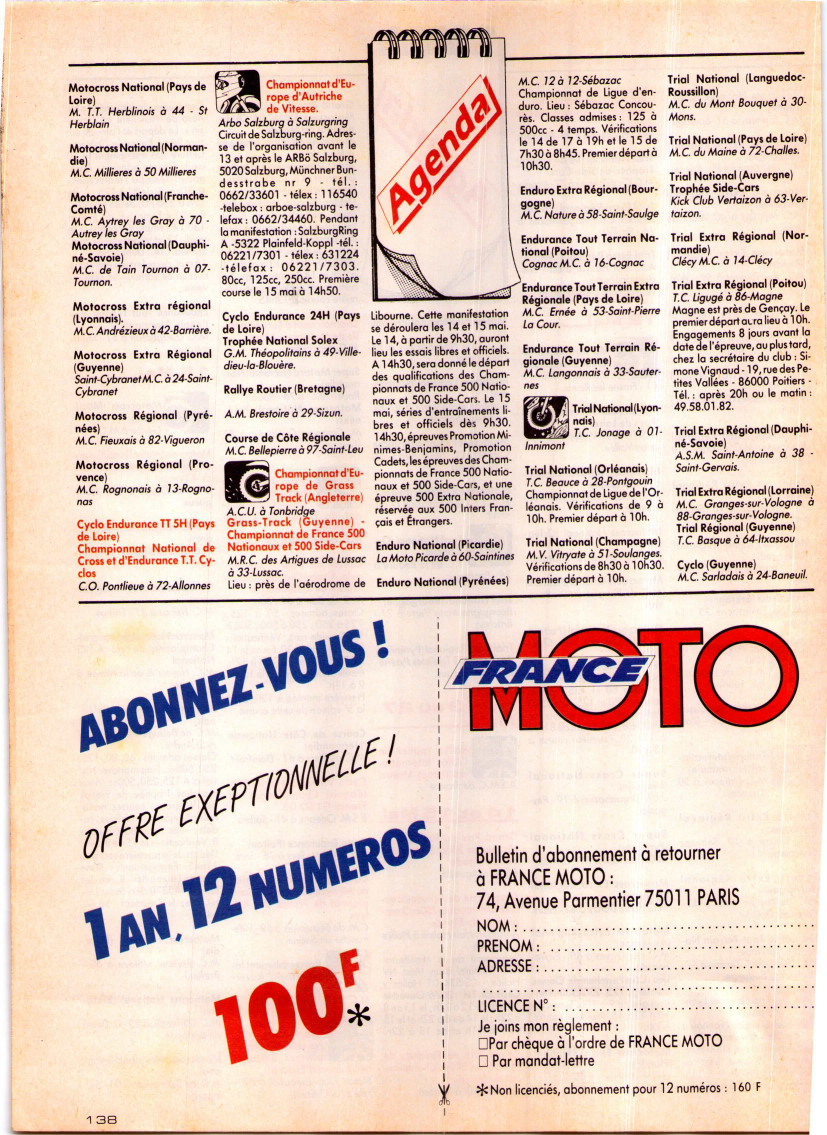 Motocross National (Pays de
Loire)
M. T.T. Herblinois à 44 - St
Herblain
Motocross National (Norman-
die)
M.C. Millieres à 50 Millieres
Motocross National (Franche-
Comté)
M.C. Aytrey les Gray à 70 -
Autrey les Gray
Motocross National (Dauphi-
né-Savoie)
M.C. de Tain Tournon à 07-
Tournon.
Motocross Extra régional
(Lyonnais).
M.C. Andrézieux à 42-Barrière.
Motocross Extra Régional
(Guyenne)
Saint-Cybranet M.C. à 24-Saint-
Cybranet
Motocross Régional (Pyré-
nées)
M.C. Fieuxais à 82-Vigueron
Motocross Régional (Pro-
vence)
M.C. Rognonais à 13-Rogno-
nas
Cyclo Endurance TT 5H (Pays
de Loire)
Championnat National de
Cross et d'Endurance T.T. Cy-
clos
C.O. Pontlieue à 72-Allonnes
Championnat d'Eu-
rope d'Autriche
de Vitesse.
Arbo Salzburg à Salzurgring
Circuit de Salzburg-ring. Adres-
se de l'organisation avant le
13 et après le ARBö Salzburg,
5020 Salzburg, Münchner Bun-
desstrabe nr 9 - tél. :
0662/33601 - télex : 116540
-telebox : arboe-salzburg - te-
lefax : 0662/34460. Pendant
la manifestation : SalzburgRing
A -5322 Plainfeld-Koppl -tél. :
06221/7301 - télex : 631224
-télefax : 06221/7303.
80cc, 125cc, 250cc. Première
course le 15 mai à 14h50.
Cyclo Endurance 24H (Pays
de Loire)
Trophée National Solex
G.M. Théopolitains à 49-Ville-
dieu-la-Blouère.
Rallye Routier (Bretagne)
A.M. Brestoire à 29-Sizun.
Course de Côte Régionale
M.C. Bellepierre à 97-Saint-Leu
Championnat d'Eu-
rope de Grass
Track (Angleterre)
A.C.U. à Tonbridge
Grass-Track (Guyenne) -
Championnat de France 500
Nationaux et 500 Side-Cars
M.R.C. des Artigues de Lussac
à 33-Lussac.
Lieu : près de l'aérodrome de
Agenda
Libourne. Cette manifestation
se déroulera les 14 et 15 mai.
Le 14, à partir de 9h30, auront
lieu les essais libres et officiels.
A 14h30, sera donné le départ
des qualifications des Cham-
pionnats de France 500 Natio-
naux et 500 Side-Cars. Le 15
mai, séries d'entraînements li-
bres et officiels dès 9h30.
14h30, épreuves Promotion Mi-
nimes-Benjamins, Promotion
Cadets, les épreuves des Cham-
pionnats de France 500 Natio-
naux et 500 Side-Cars, et une
épreuve 500 Extra Nationale,
réservée aux 500 Inters Fran-
çais et Étrangers.
Enduro National (Picardie)
La Moto Picarde à 60-Saintines
Enduro National (Pyrénées)
M.C. 12 à 12-Sébazac
Championnat de Ligue d'en-
duro. Lieu : Sébazac Concou-
rès. Classes admises : 125 à
500cc - 4 temps. Vérifications
le 14 de 17 à 19h et le 15 de
7h30 à 8h45. Premier départ à
10h30.
Enduro Extra Régional (Bour-
gogne)
M.C. Nature à 58-Saint-Saulge
Endurance Tout Terrain Na-
tional (Poitou)
Cognac M.C. à 16-Cognac
Endurance Tout Terrain Extra
Régionale (Pays de Loire)
M.C. Ernée à 53-Saint-Pierre
La Cour.
Endurance Tout Terrain Ré-
gionale (Guyenne)
M.C. Langonnais à 33-Sauter-
nes
Trial National (Lyon-
nais)
T.C. Jonage à 01-
Innimont
Trial National (Orléanais)
T.C. Beauce à 28-Pontgouin
Championnat de Ligue de l'Or-
léanais. Vérifications de 9 à
10h. Premier départ à 10h.
Trial National (Champagne)
M.V. Vitryate à 51-Soulanges.
Vérifications de 8h30 à 10h30.
Premier départ à 10h.
Trial National (Languedoc-
Roussillon)
M.C. du Mont Bouquet à 30-
Mons.
Trial National (Pays de Loire)
M.C. du Maine à 72-Challes.
Trial National (Auvergne)
Trophée Side-Cars
Kick Club Vertaizon à 63-Ver-
taizon.
Trial Extra Régional (Nor-
mandie)
Clécy M.C. à 14-Clécy
Trial Extra Régional (Poitou)
T.C. Ligugé à 86-Magne
Magne est près de Gençay. Le
premier départ aura lieu à 10h.
Engagements 8 jours avant la
date de l'épreuve, au plus tard,
chez la secrétaire du club : Si-
mone Vignaud - 19, rue des Pe-
tites Vallées - 86000 Poitiers -
Tél. : après 20h ou le matin :
49.58.01.82.
Trial Extra Régional (Dauphi-
né-Savoie)
A.S.M. Saint-Antoine à 38 -
Saint-Gervais.
Trial Extra Régional (Lorraine)
M.C. Granges-sur-Vologne à
88-Granges-sur-Vologne.
Trial Régional (Guyenne)
T.C. Basque à 64-Itxassou
Cyclo (Guyenne)
M.C. Sarladais à 24-Baneuil.
ABONNEZ-VOUS !
OFFRE EXEPTIONNELLE !
1 AN, 12 NUMEROS
100F*
MOTO
FRANCE
Bulletin d'abonnement à retourner
à FRANCE MOTO :
74, Avenue Parmentier 75011 PARIS
NOM :
PRENOM :
ADRESSE :
LICENCE N° :
Je joins mon règlement :
□Par chèque à l'ordre de FRANCE MOTO
□ Par mandat-lettre
*Non licenciés, abonnement pour 12 numéros : 160 F
138